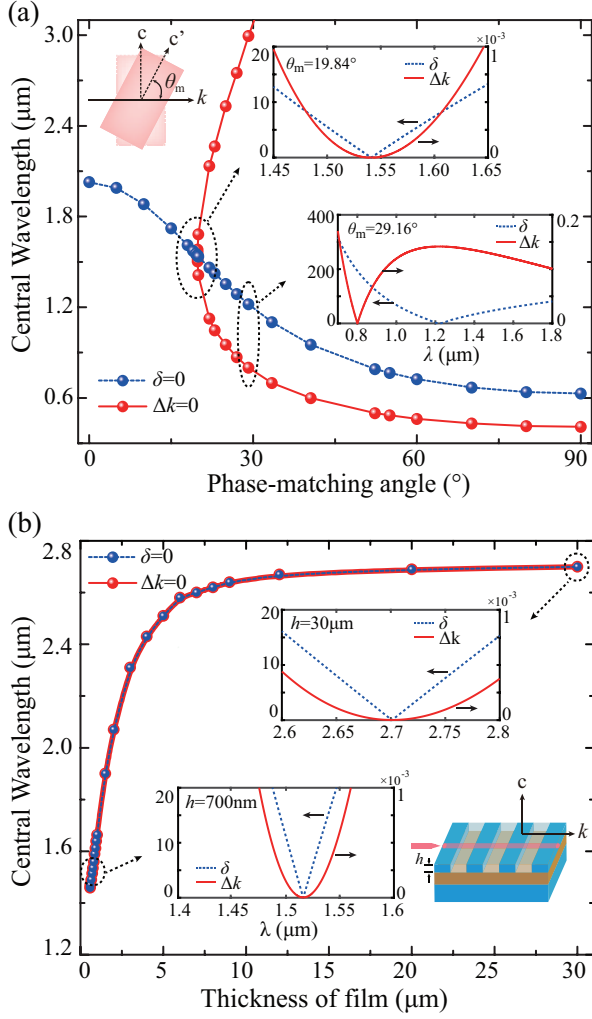 (a)
c
c'
θm
k
Central Wavelength (μm)
3.0
2.4
1.8
1.2
0.6
0
30
60
90
Phase-matching angle (°)
δ=0
Δk=0
×10⁻³
θm=19.84°
δ
Δk
20
10
0
1
0
1.45
1.50
1.55
1.60
1.65
θm=29.16°
δ
Δk
400
200
0
0.2
0
0.8
1.0
1.2
1.4
1.6
1.8
λ (μm)
(b)
Central Wavelength (μm)
2.8
2.4
2.0
1.6
1.2
0
5
10
15
20
25
30
Thickness of film (μm)
δ=0
Δk=0
×10⁻³
h=30μm
δ
Δk
20
10
0
1
0
2.6
2.65
2.7
2.75
2.8
×10⁻³
h=700nm
δ
Δk
20
10
0
1
0
1.4
1.45
1.5
1.55
1.6
λ (μm)
c
k
h